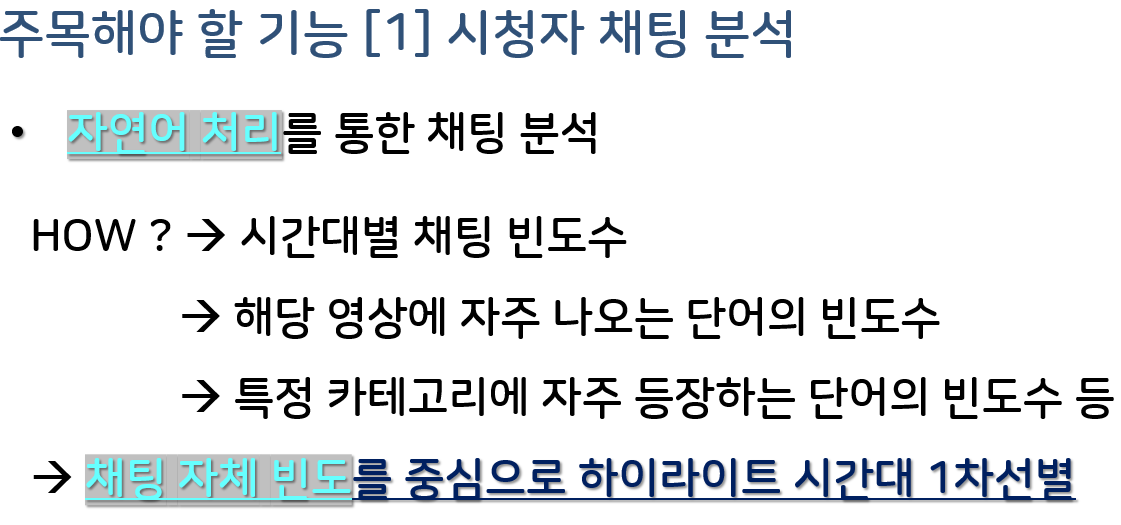 주목해야 할 기능 [1] 시청자 채팅 분석
• 자연어 처리를 통한 채팅 분석
HOW ? → 시간대별 채팅 빈도수
→ 해당 영상에 자주 나오는 단어의 빈도수
→ 특정 카테고리에 자주 등장하는 단어의 빈도수 등
→ 채팅 자체 빈도를 중심으로 하이라이트 시간대 1차선별